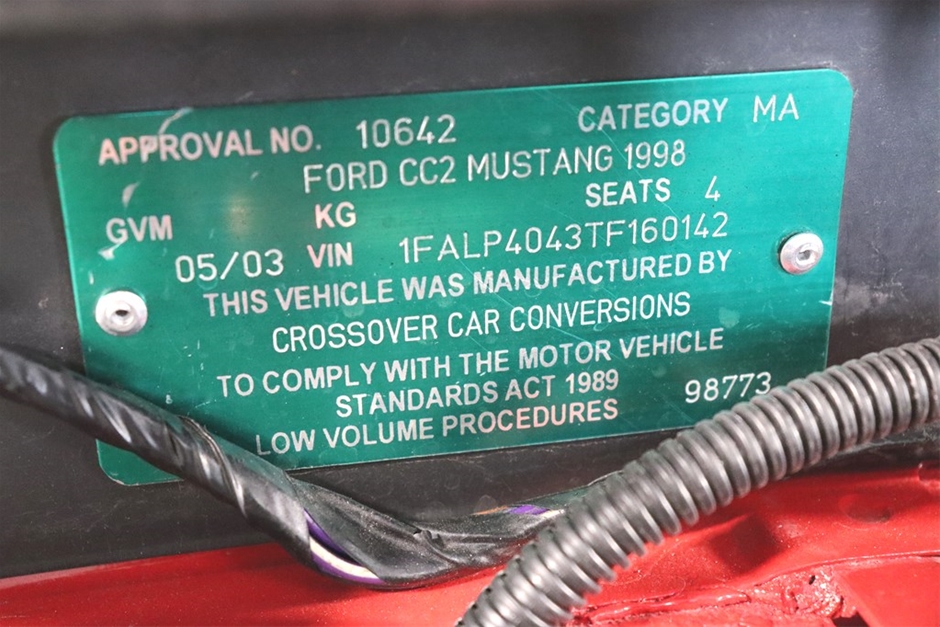 APPROVAL NO. 10642 CATEGORY MA
FORD CC2 MUSTANG 1998
GVM KG SEATS 4
05/03 VIN 1FALP4043TF160142
THIS VEHICLE WAS MANUFACTURED BY
CROSSOVER CAR CONVERSIONS
TO COMPLY WITH THE MOTOR VEHICLE
STANDARDS ACT 1989 98773
LOW VOLUME PROCEDURES